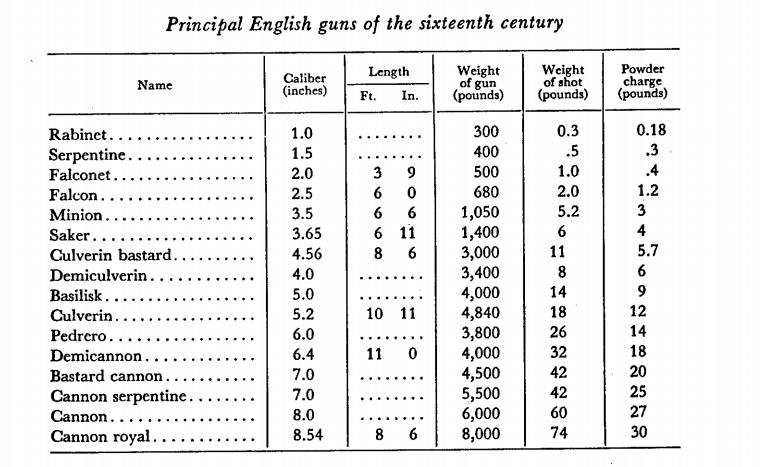 Principal English guns of the sixteenth century
Name Caliber (inches) Length Ft. In. Weight of gun (pounds) Weight of shot (pounds) Powder charge (pounds)
Rabinet................. 1.0 ........ 300 0.3 0.18
Serpentine.............. 1.5 ........ 400 .5 .3
Falconet................ 2.0 3 9 500 1.0 .4
Falcon.................. 2.5 6 0 680 2.0 1.2
Minion.................. 3.5 6 6 1,050 5.2 3
Saker................... 3.65 6 11 1,400 6 4
Culverin bastard.......... 4.56 8 6 3,000 11 5.7
Demiculverin............ 4.0 ........ 3,400 8 6
Basilisk................. 5.0 ........ 4,000 14 9
Culverin................ 5.2 10 11 4,840 18 12
Pedrero................. 6.0 ........ 3,800 26 14
Demicannon............. 6.4 11 0 4,000 32 18
Bastard cannon........... 7.0 ........ 4,500 42 20
Cannon serpentine........ 7.0 ........ 5,500 42 25
Cannon................. 8.0 ........ 6,000 60 27
Cannon royal............ 8.54 8 6 8,000 74 30